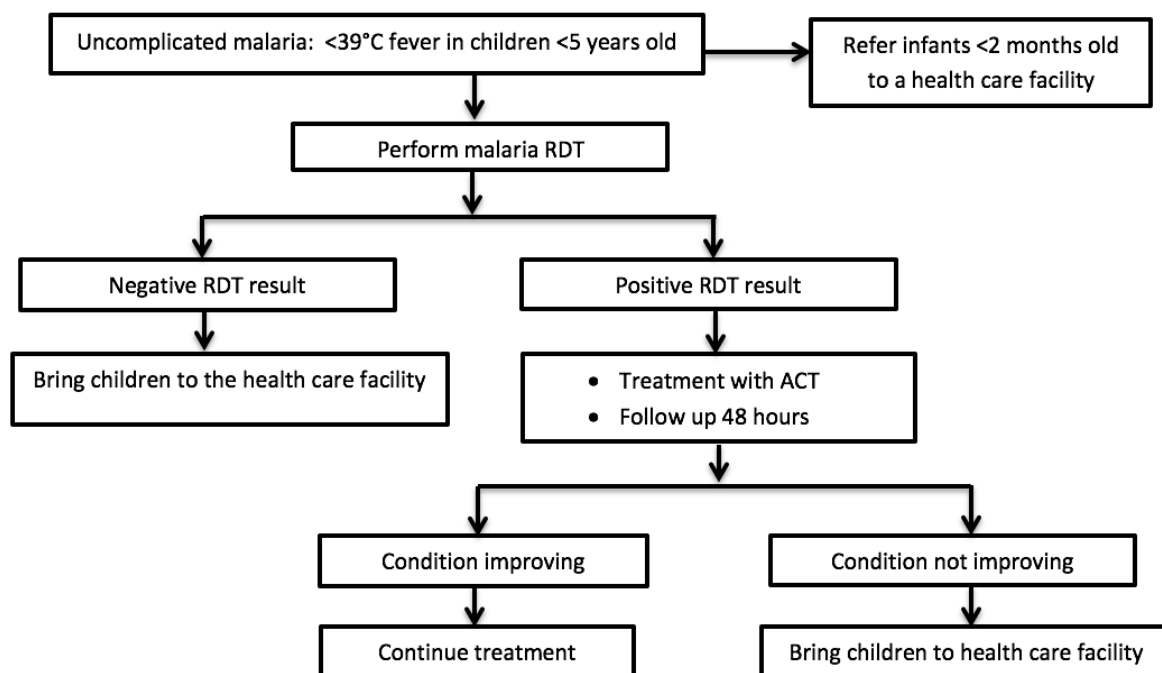 Uncomplicated malaria: <39°C fever in children <5 years old
Refer infants <2 months old
to a health care facility
Perform malaria RDT
Negative RDT result
Positive RDT result
Bring children to the health care facility
• Treatment with ACT
• Follow up 48 hours
Condition improving
Condition not improving
Continue treatment
Bring children to health care facility